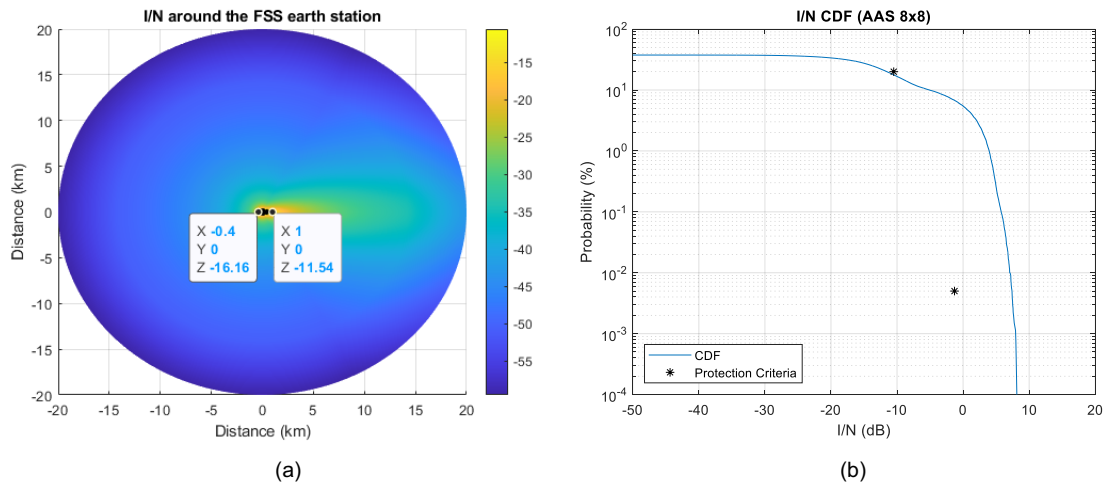 I/N around the FSS earth station
20
15
10
5
0
-5
-10
-15
-20
Distance (km)
-20
-15
-10
-5
0
5
10
15
20
Distance (km)
X -0.4
Y 0
Z -16.16
X 1
Y 0
Z -11.54
-15
-20
-25
-30
-35
-40
-45
-50
-55
(a)
I/N CDF (AAS 8x8)
10^2
10^1
10^0
10^-1
10^-2
10^-3
10^-4
Probability (%)
CDF
Protection Criteria
-50
-40
-30
-20
-10
0
10
20
I/N (dB)
(b)